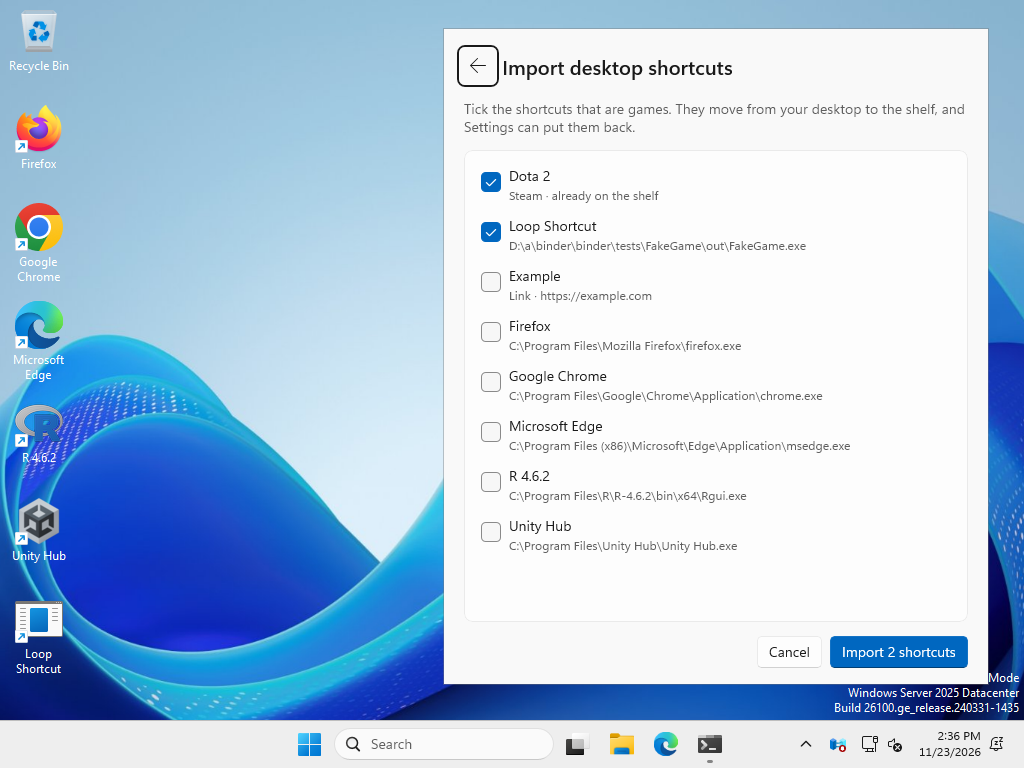 Recycle Bin
Firefox
Google
Chrome
Microsoft
Edge
R 4.6.2
Unity Hub
Loop
Shortcut
Import desktop shortcuts
Tick the shortcuts that are games. They move from your desktop to the shelf, and
Settings can put them back.
Dota 2
Steam · already on the shelf
Loop Shortcut
D:\a\binder\binder\tests\FakeGame\out\FakeGame.exe
Example
Link · https://example.com
Firefox
C:\Program Files\Mozilla Firefox\firefox.exe
Google Chrome
C:\Program Files\Google\Chrome\Application\chrome.exe
Microsoft Edge
C:\Program Files (x86)\Microsoft\Edge\Application\msedge.exe
R 4.6.2
C:\Program Files\R\R-4.6.2\bin\x64\Rgui.exe
Unity Hub
C:\Program Files\Unity Hub\Unity Hub.exe
Cancel
Import 2 shortcuts
Mode
Windows Server 2025 Datacenter
Build 26100.ge_release.240331-1435
Search
2:36 PM
11/23/2026